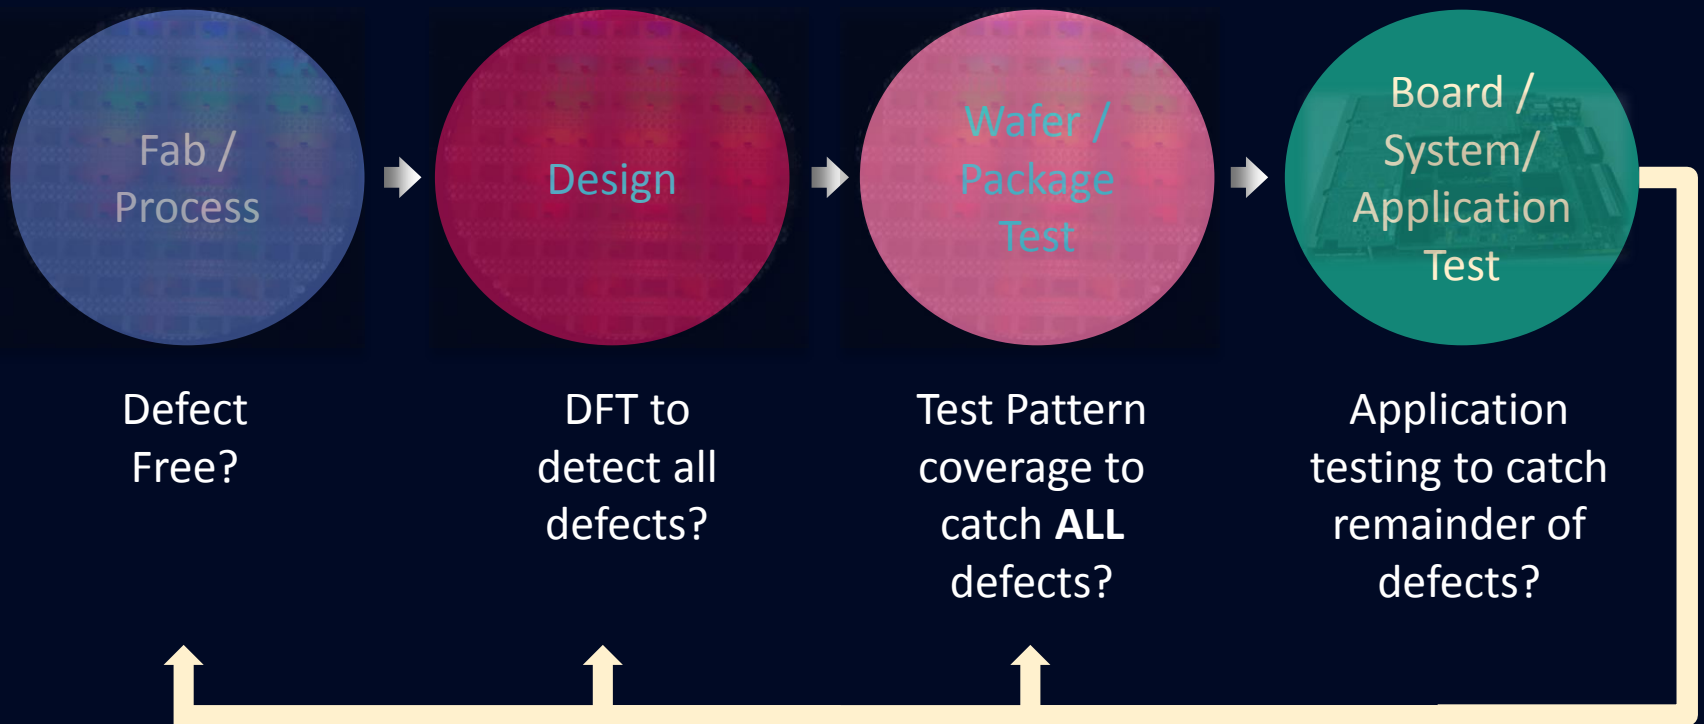 Fab /
Process
Design
Wafer /
Package
Test
Board /
System/
Application
Test
Defect
Free?
DFT to
detect all
defects?
Test Pattern
coverage to
catch ALL
defects?
Application
testing to catch
remainder of
defects?